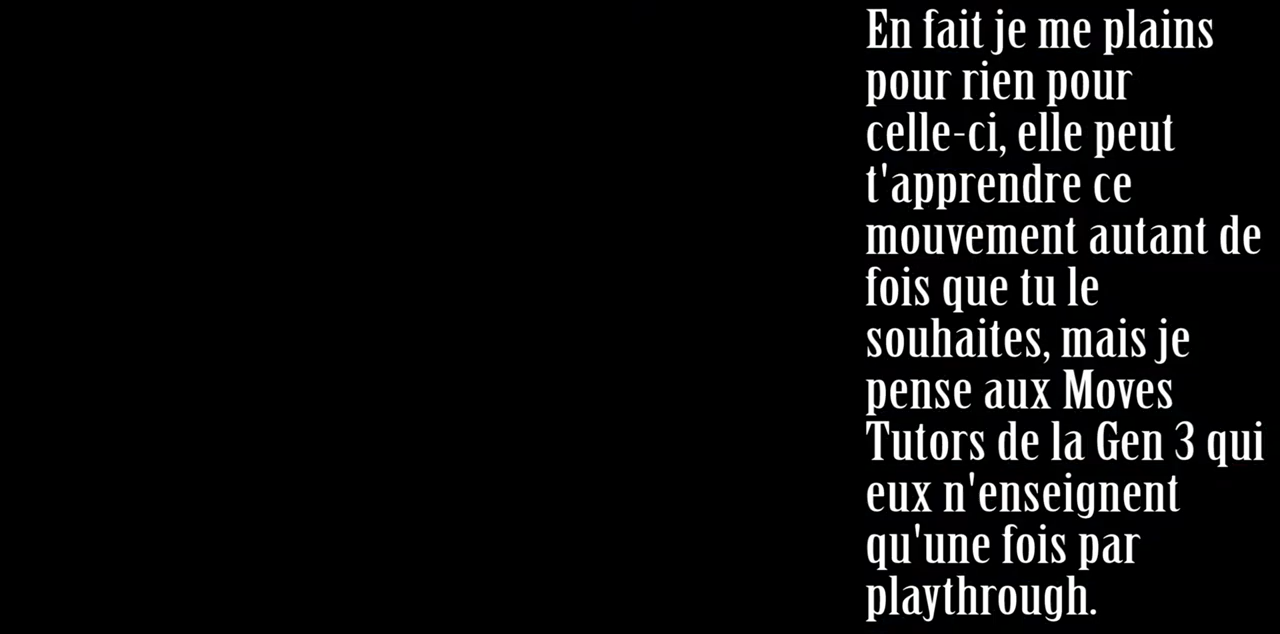 En fait je me plains
pour rien pour
celle-ci, elle peut
t'apprendre ce
mouvement autant de
fois que tu le
souhaites, mais je
pense aux Moves
Tutors de la Gen 3 qui
eux n'enseignent
qu'une fois par
playthrough.